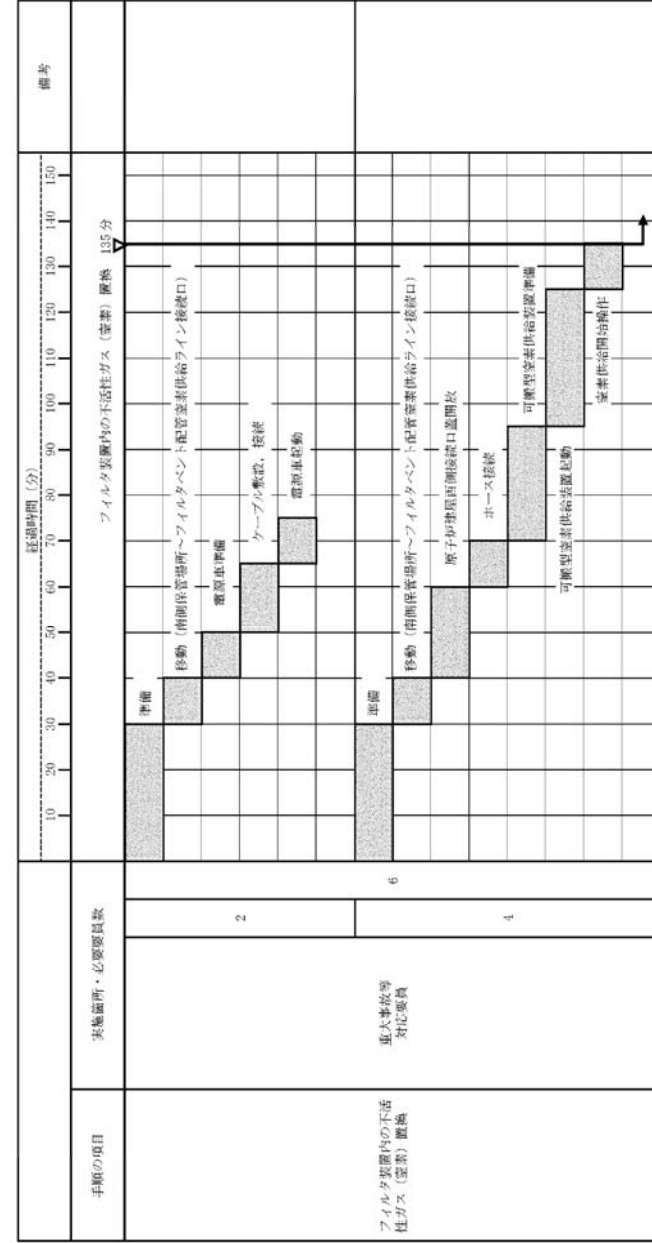 手順の項目
実施箇所・必要要員数
経過時間（分）
備考
10 20 30 40 50 60 70 80 90 100 110 120 130 140 150
フィルタ装置内の不活性ガス（窒素）置換 135分
フィルタ装置内の不活
性ガス（窒素）置換
重大事故等
対応要員
6
2
準備
移動（南側保管場所～フィルタベント配管窒素供給ライン接続口）
電源車準備
ケーブル敷設，接続
電源車起動
4
準備
移動（南側保管場所～フィルタベント配管窒素供給ライン接続口）
原子炉建屋西側接続口蓋開放
ホース接続
可搬型窒素供給装置準備
可搬型窒素供給装置起動
窒素供給開始操作